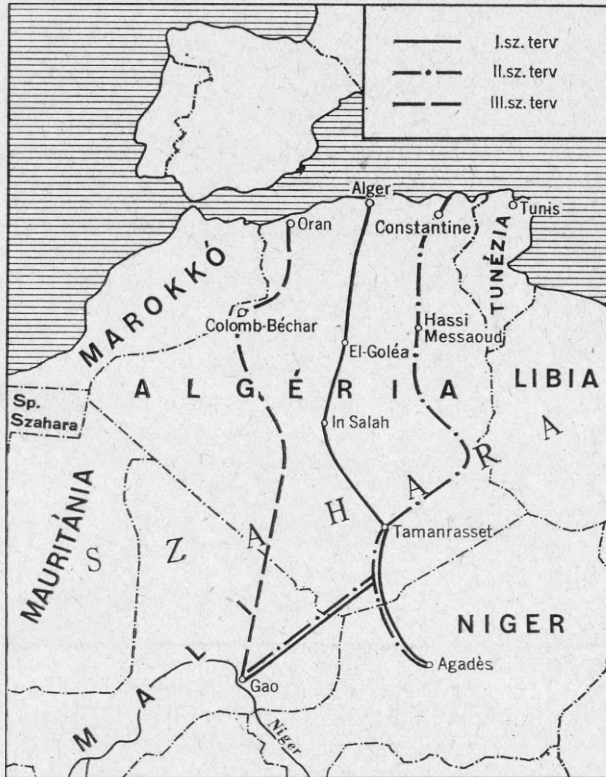 I.sz. terv
II.sz. terv
III.sz. terv
Alger
Oran
Constantine
Tunis
TUNÉZIA
MAROKKÓ
Colomb-Béchar
Hassi
Messaoud
El-Goléa
ALGÉRIA
LIBIA
Sp.
Szahara
In Salah
SZAHARA
MAURITÁNIA
Tamanrasset
NIGER
Agadès
Gao
MALI
Niger